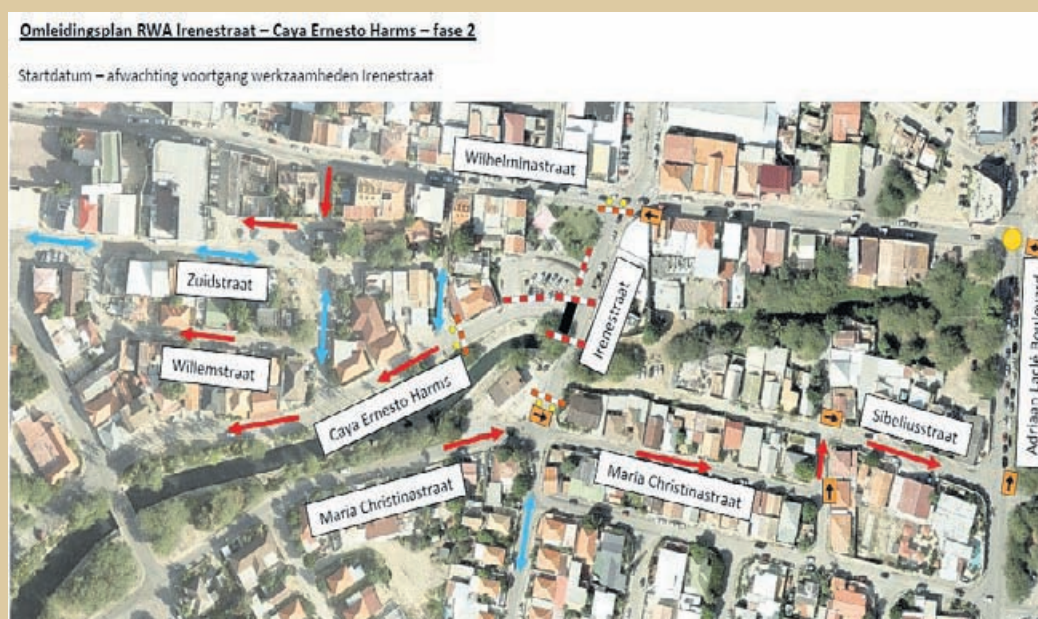 Omleidingsplan RWA Irenestraat – Caya Ernesto Harms – fase 2
Startdatum – afwachting voortgang werkzaamheden Irenestraat
Wilhelminastraat
Zuidstraat
Irenestraat
Willemstraat
Caya Ernesto Harms
Adriaan Laclé Boulevard
Sibeliusstraat
Maria Christinastraat
Maria Christinastraat